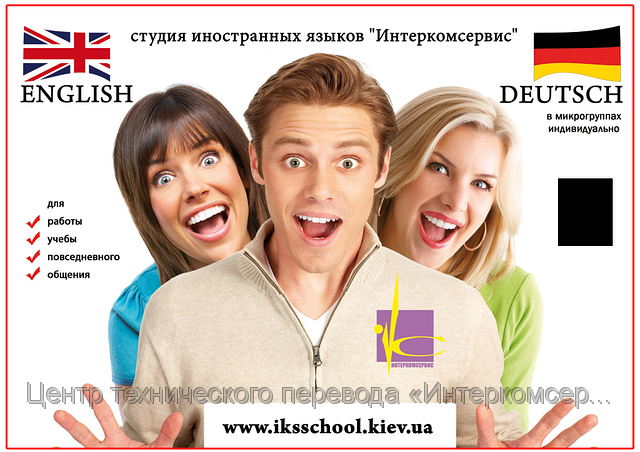 студия иностранных языков "Интеркомсервис"
ENGLISH
DEUTSCH
в микрогруппах
индивидуально
для
работы
учебы
повседневного
общения
ікс
ИНТЕРКОМСЕРВИС
Центр технического перевода «Интеркомсер...
www.iksschool.kiev.ua